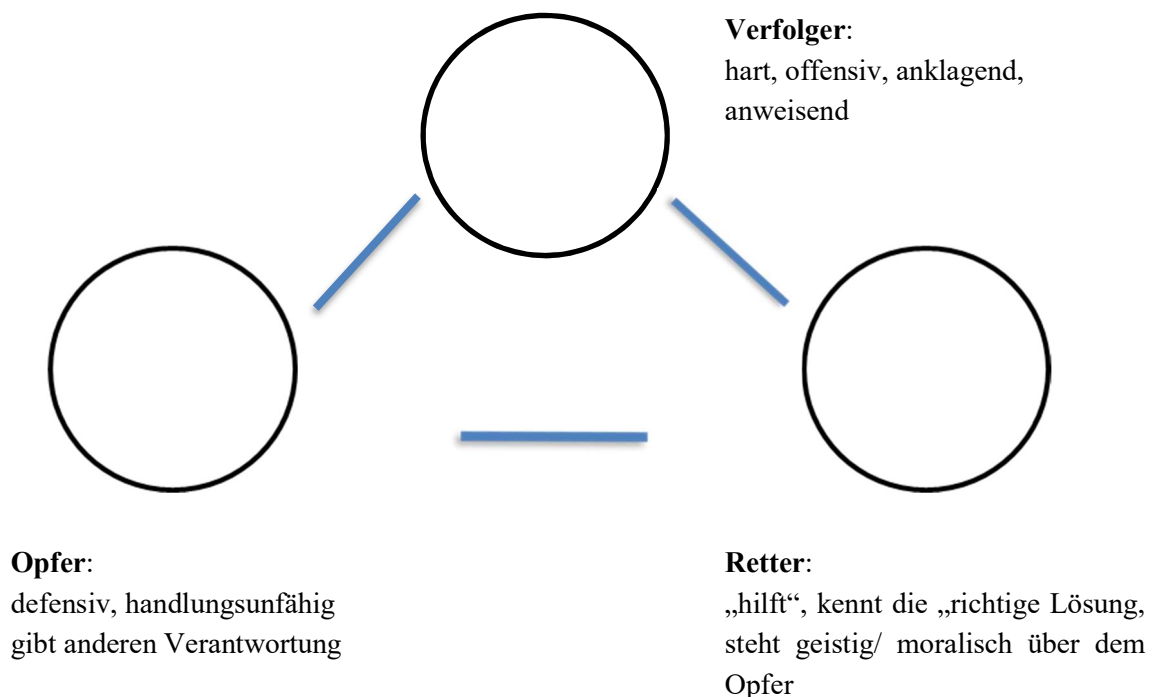 Verfolger:
hart, offensiv, anklagend,
anweisend
Opfer:
defensiv, handlungsunfähig
gibt anderen Verantwortung
Retter:
„hilft“, kennt die „richtige Lösung,
steht geistig/ moralisch über dem
Opfer